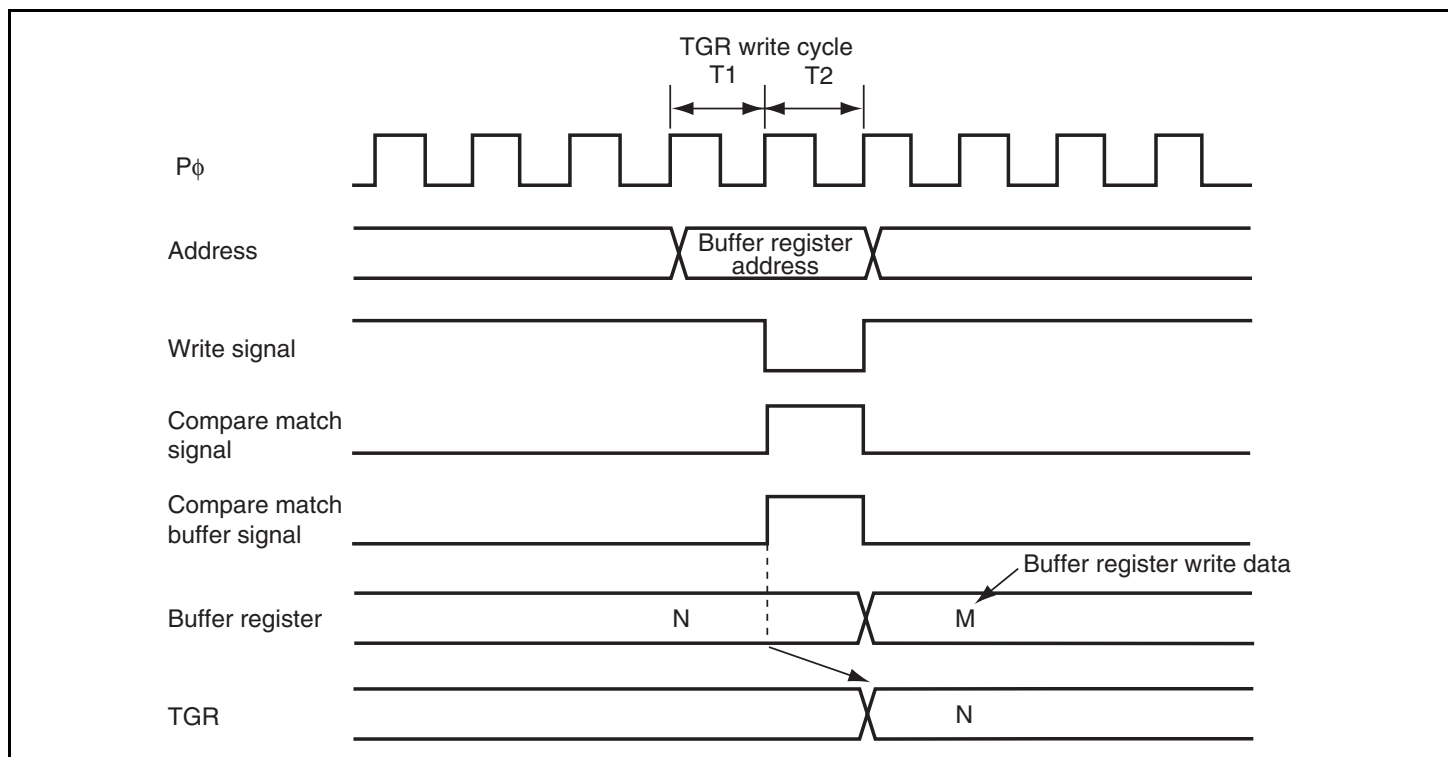 TGR write cycle
T1 T2
Pϕ
Address
Buffer register
address
Write signal
Compare match
signal
Compare match
buffer signal
Buffer register write data
Buffer register
N M
TGR
N